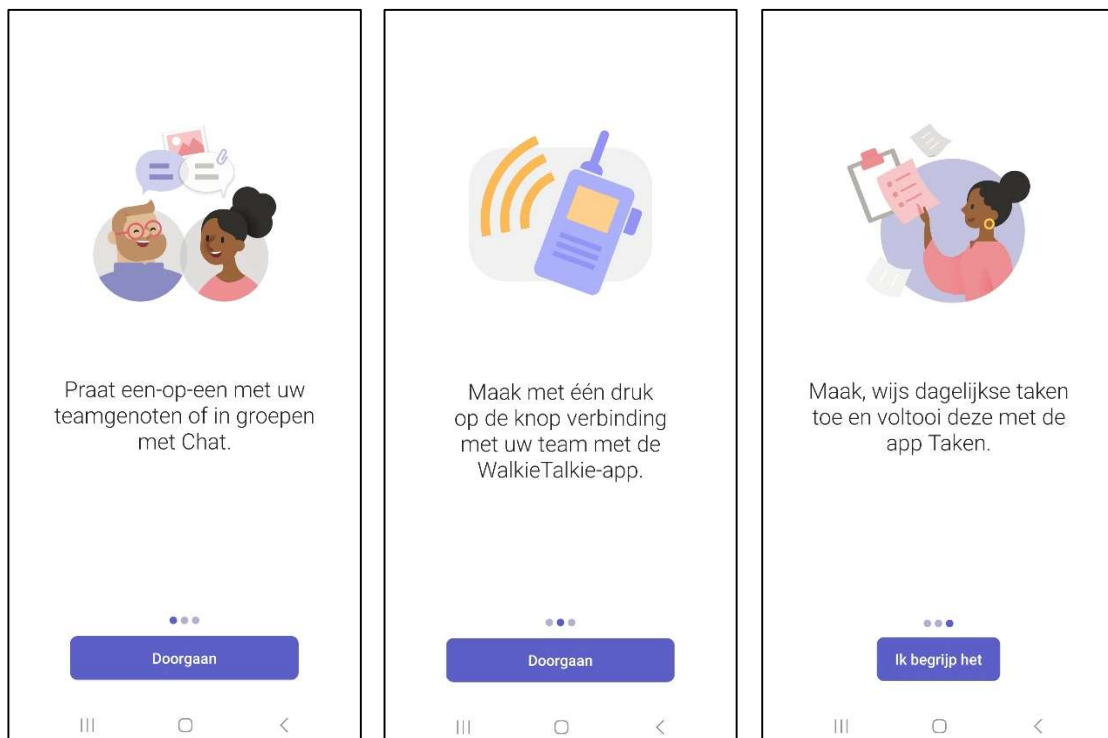 Praat een-op-een met uw
teamgenoten of in groepen
met Chat.
Doorgaan
Maak met één druk
op de knop verbinding
met uw team met de
WalkieTalkie-app.
Doorgaan
Maak, wijs dagelijkse taken
toe en voltooi deze met de
app Taken.
Ik begrijp het